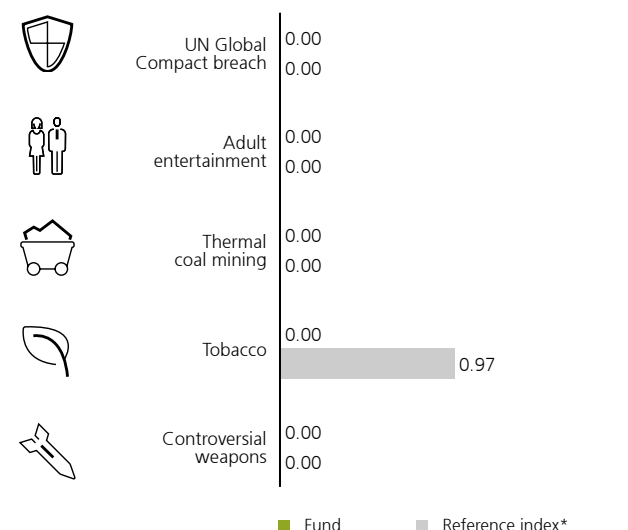 UN Global
Compact breach
0.00
0.00
Adult
entertainment
0.00
0.00
Thermal
coal mining
0.00
0.00
Tobacco
0.00
0.97
Controversial
weapons
0.00
0.00
Fund
Reference index*